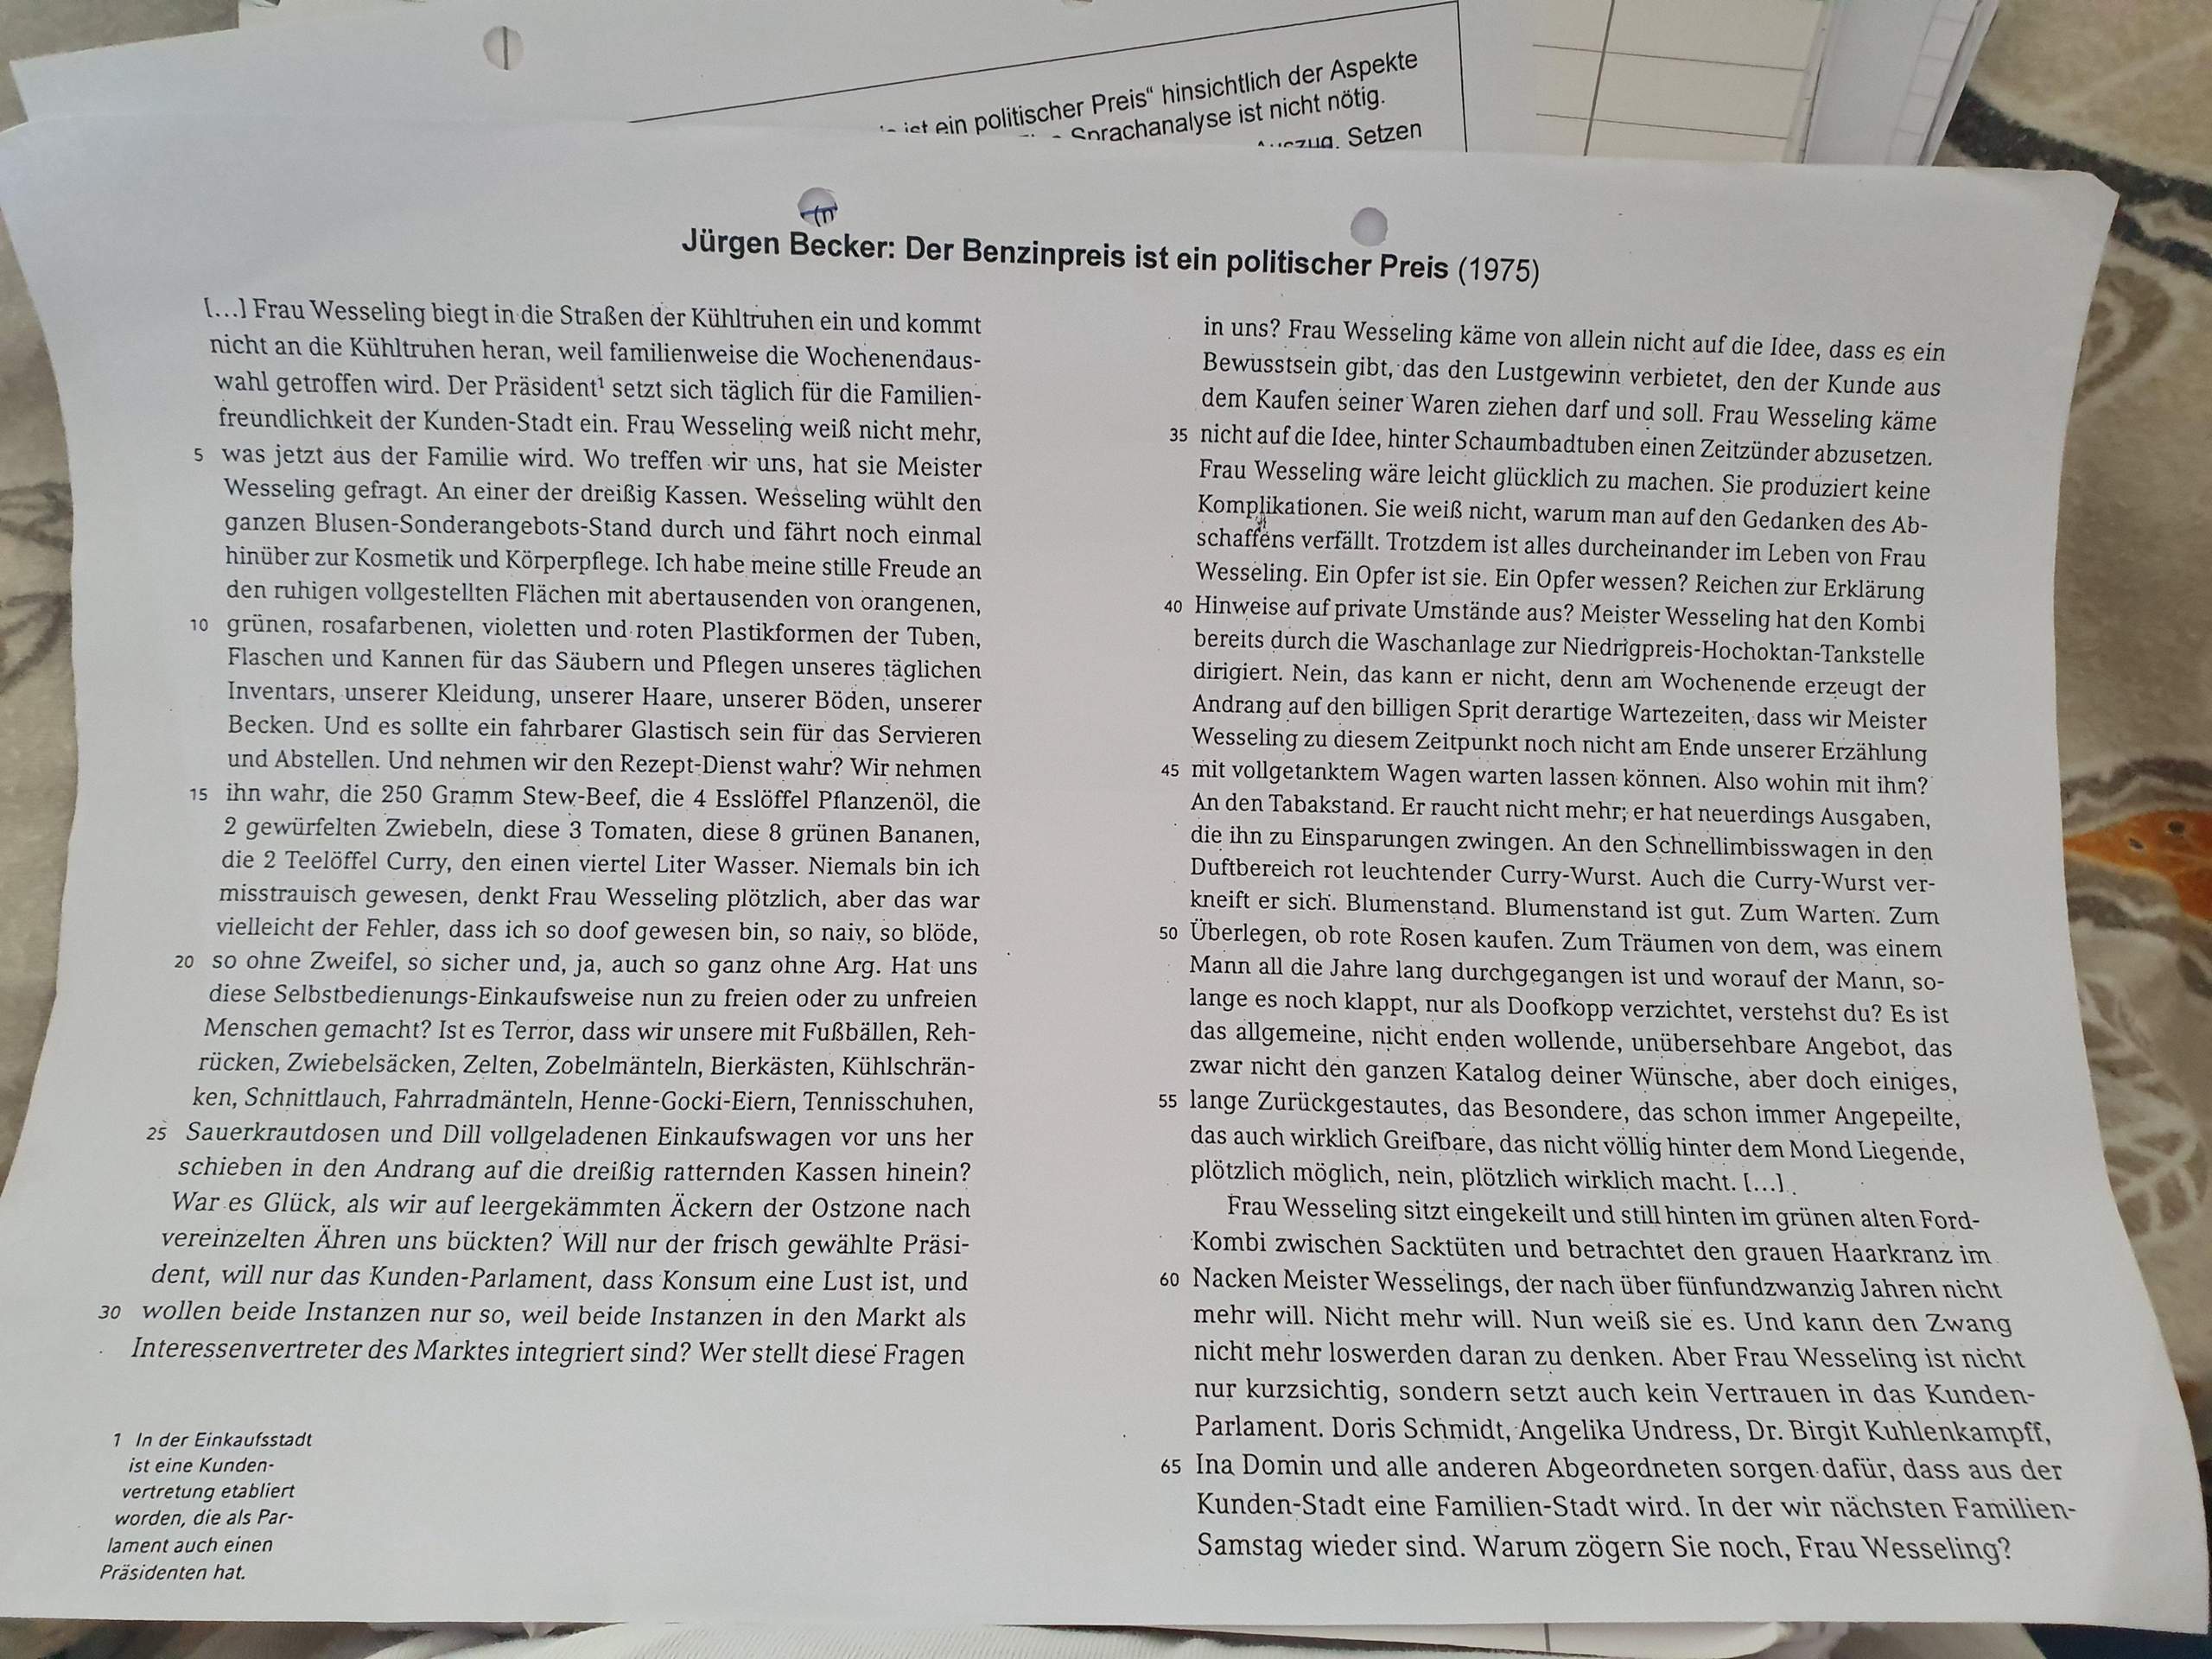 ist ein politischer Preis“ hinsichtlich der Aspekte
Sprachanalyse ist nicht nötig.
Setzen
Jürgen Becker: Der Benzinpreis ist ein politischer Preis (1975)
[...] Frau Wesseling biegt in die Straßen der Kühltruhen ein und kommt
nicht an die Kühltruhen heran, weil familienweise die Wochenendaus-
wahl getroffen wird. Der Präsident¹ setzt sich täglich für die Familien-
freundlichkeit der Kunden-Stadt ein. Frau Wesseling weiß nicht mehr,
5 was jetzt aus der Familie wird. Wo treffen wir uns, hat sie Meister
Wesseling gefragt. An einer der dreißig Kassen. Wesseling wühlt den
ganzen Blusen-Sonderangebots-Stand durch und fährt noch einmal
hinüber zur Kosmetik und Körperpflege. Ich habe meine stille Freude an
den ruhigen vollgestellten Flächen mit abertausenden von orangenen,
10 grünen, rosafarbenen, violetten und roten Plastikformen der Tuben,
Flaschen und Kannen für das Säubern und Pflegen unseres täglichen
Inventars, unserer Kleidung, unserer Haare, unserer Böden, unserer
Becken. Und es sollte ein fahrbarer Glastisch sein für das Servieren
und Abstellen. Und nehmen wir den Rezept-Dienst wahr? Wir nehmen
15 ihn wahr, die 250 Gramm Stew-Beef, die 4 Esslöffel Pflanzenöl, die
2 gewürfelten Zwiebeln, diese 3 Tomaten, diese 8 grünen Bananen,
die 2 Teelöffel Curry, den einen viertel Liter Wasser. Niemals bin ich
misstrauisch gewesen, denkt Frau Wesseling plötzlich, aber das war
vielleicht der Fehler, dass ich so doof gewesen bin, so naiv, so blöde,
20 so ohne Zweifel, so sicher und, ja, auch so ganz ohne Arg. Hat uns
diese Selbstbedienungs-Einkaufsweise nun zu freien oder zu unfreien
Menschen gemacht? Ist es Terror, dass wir unsere mit Fußbällen, Reh-
rücken, Zwiebelsäcken, Zelten, Zobelmänteln, Bierkästen, Kühlschrän-
ken, Schnittlauch, Fahrradmänteln, Henne-Gocki-Eiern, Tennisschuhen,
25 Sauerkrautdosen und Dill vollgeladenen Einkaufswagen vor uns her
schieben in den Andrang auf die dreißig ratternden Kassen hinein?
War es Glück, als wir auf leergekämmten Äckern der Ostzone nach
vereinzelten Ähren uns bückten? Will nur der frisch gewählte Präsi-
dent, will nur das Kunden-Parlament, dass Konsum eine Lust ist, und
30 wollen beide Instanzen nur so, weil beide Instanzen in den Markt als
Interessenvertreter des Marktes integriert sind? Wer stellt diese Fragen
1 In der Einkaufsstadt
ist eine Kunden-
vertretung etabliert
worden, die als Par-
lament auch einen
Präsidenten hat.
in uns? Frau Wesseling käme von allein nicht auf die Idee, dass es ein
Bewusstsein gibt, das den Lustgewinn verbietet, den der Kunde aus
dem Kaufen seiner Waren ziehen darf und soll. Frau Wesseling käme
35 nicht auf die Idee, hinter Schaumbadtuben einen Zeitzünder abzusetzen.
Frau Wesseling wäre leicht glücklich zu machen. Sie produziert keine
Komplikationen. Sie weiß nicht, warum man auf den Gedanken des Ab-
schaffens verfällt. Trotzdem ist alles durcheinander im Leben von Frau
Wesseling. Ein Opfer ist sie. Ein Opfer wessen? Reichen zur Erklärung
40 Hinweise auf private Umstände aus? Meister Wesseling hat den Kombi
bereits durch die Waschanlage zur Niedrigpreis-Hochoktan-Tankstelle
dirigiert. Nein, das kann er nicht, denn am Wochenende erzeugt der
Andrang auf den billigen Sprit derartige Wartezeiten, dass wir Meister
Wesseling zu diesem Zeitpunkt noch nicht am Ende unserer Erzählung
45 mit vollgetanktem Wagen warten lassen können. Also wohin mit ihm?
An den Tabakstand. Er raucht nicht mehr; er hat neuerdings Ausgaben,
die ihn zu Einsparungen zwingen. An den Schnellimbisswagen in den
Duftbereich rot leuchtender Curry-Wurst. Auch die Curry-Wurst ver-
kneift er sich. Blumenstand. Blumenstand ist gut. Zum Warten. Zum
50 Überlegen, ob rote Rosen kaufen. Zum Träumen von dem, was einem
Mann all die Jahre lang durchgegangen ist und worauf der Mann, so-
lange es noch klappt, nur als Doofkopp verzichtet, verstehst du? Es ist
das allgemeine, nicht enden wollende, unübersehbare Angebot, das
zwar nicht den ganzen Katalog deiner Wünsche, aber doch einiges,
55 lange Zurückgestautes, das Besondere, das schon immer Angepeilte,
das auch wirklich Greifbare, das nicht völlig hinter dem Mond Liegende,
plötzlich möglich, nein, plötzlich wirklich macht. [...]
Frau Wesseling sitzt eingekeilt und still hinten im grünen alten Ford-
Kombi zwischen Sacktüten und betrachtet den grauen Haarkranz im
60 Nacken Meister Wesselings, der nach über fünfundzwanzig Jahren nicht
mehr will. Nicht mehr will. Nun weiß sie es. Und kann den Zwang
nicht mehr loswerden daran zu denken. Aber Frau Wesseling ist nicht
nur kurzsichtig, sondern setzt auch kein Vertrauen in das Kunden-
Parlament. Doris Schmidt, Angelika Undress, Dr. Birgit Kuhlenkampff,
65 Ina Domin und alle anderen Abgeordneten sorgen dafür, dass aus der
Kunden-Stadt eine Familien-Stadt wird. In der wir nächsten Familien-
Samstag wieder sind. Warum zögern Sie noch, Frau Wesseling?